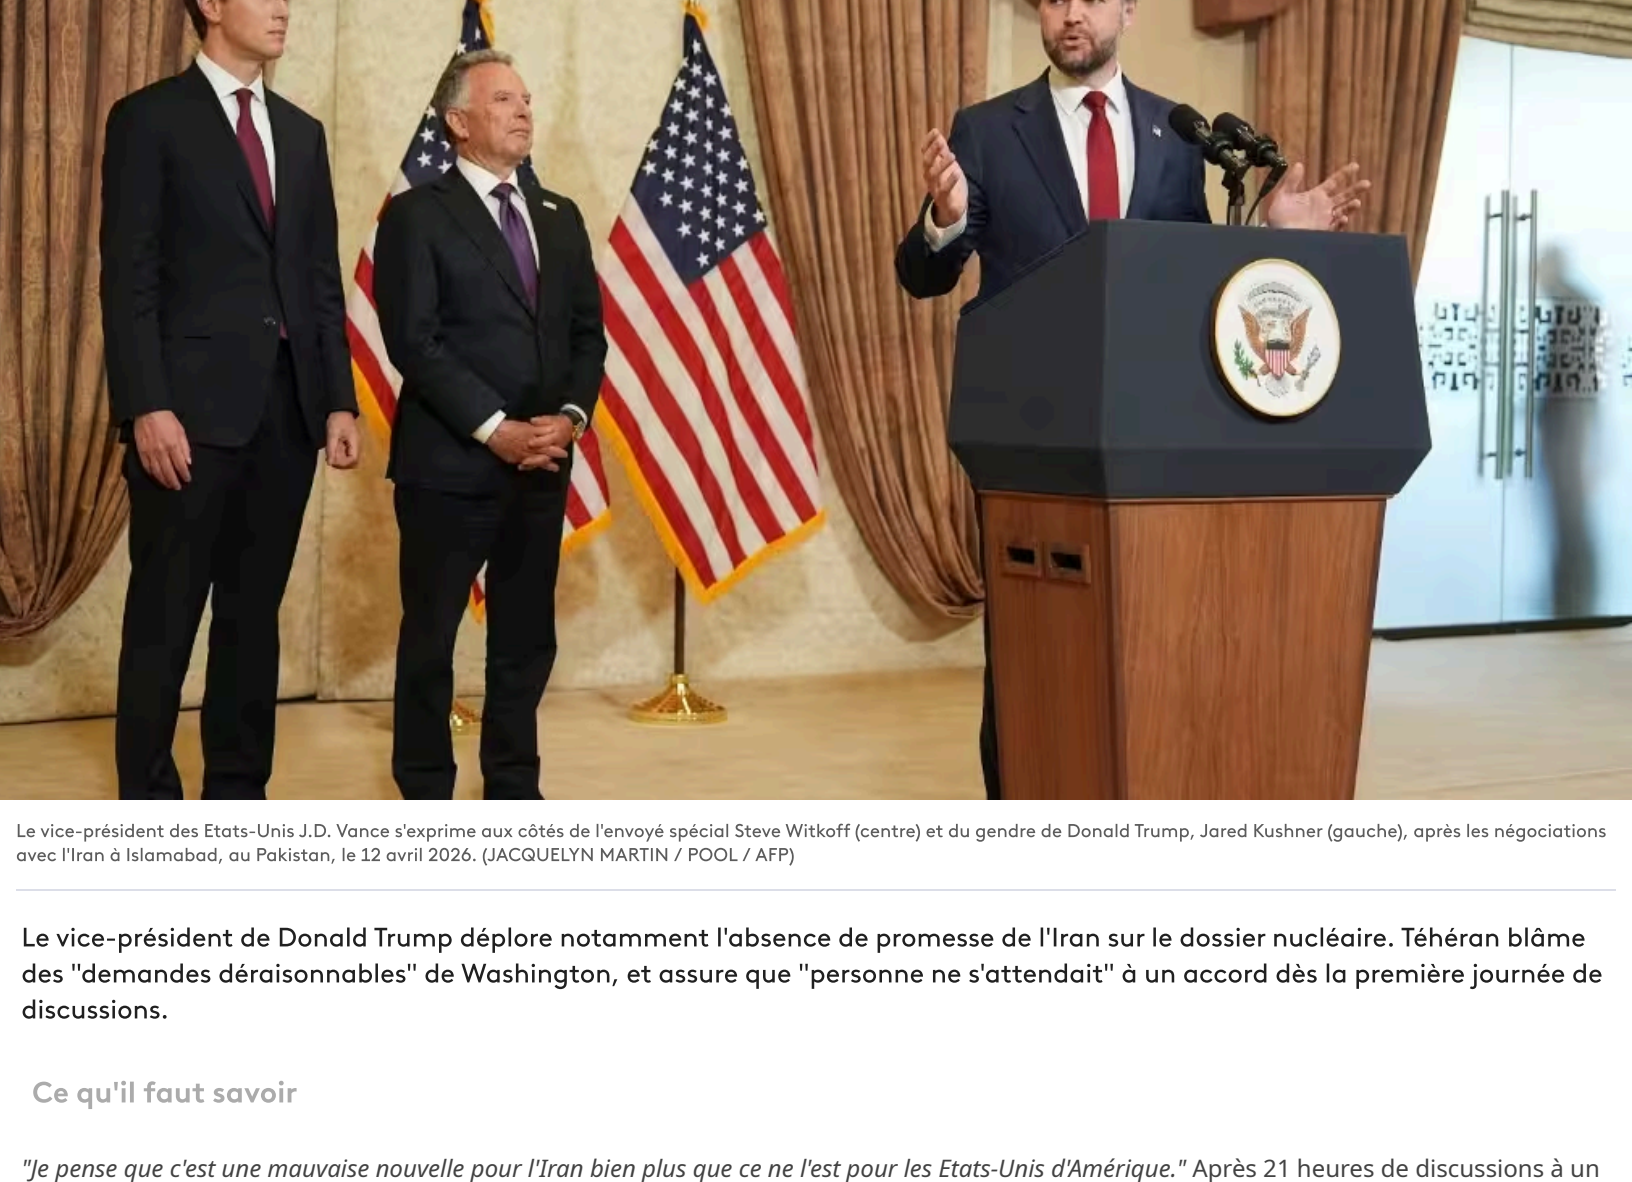 Le vice-président des Etats-Unis J.D. Vance s'exprime aux côtés de l'envoyé spécial Steve Witkoff (centre) et du gendre de Donald Trump, Jared Kushner (gauche), après les négociations
avec l'Iran à Islamabad, au Pakistan, le 12 avril 2026. (JACQUELYN MARTIN / POOL / AFP)
Le vice-président de Donald Trump déplore notamment l'absence de promesse de l'Iran sur le dossier nucléaire. Téhéran blâme
des "demandes déraisonnables" de Washington, et assure que "personne ne s'attendait" à un accord dès la première journée de
discussions.
Ce qu'il faut savoir
"Je pense que c'est une mauvaise nouvelle pour l'Iran bien plus que ce ne l'est pour les Etats-Unis d'Amérique." Après 21 heures de discussions à un